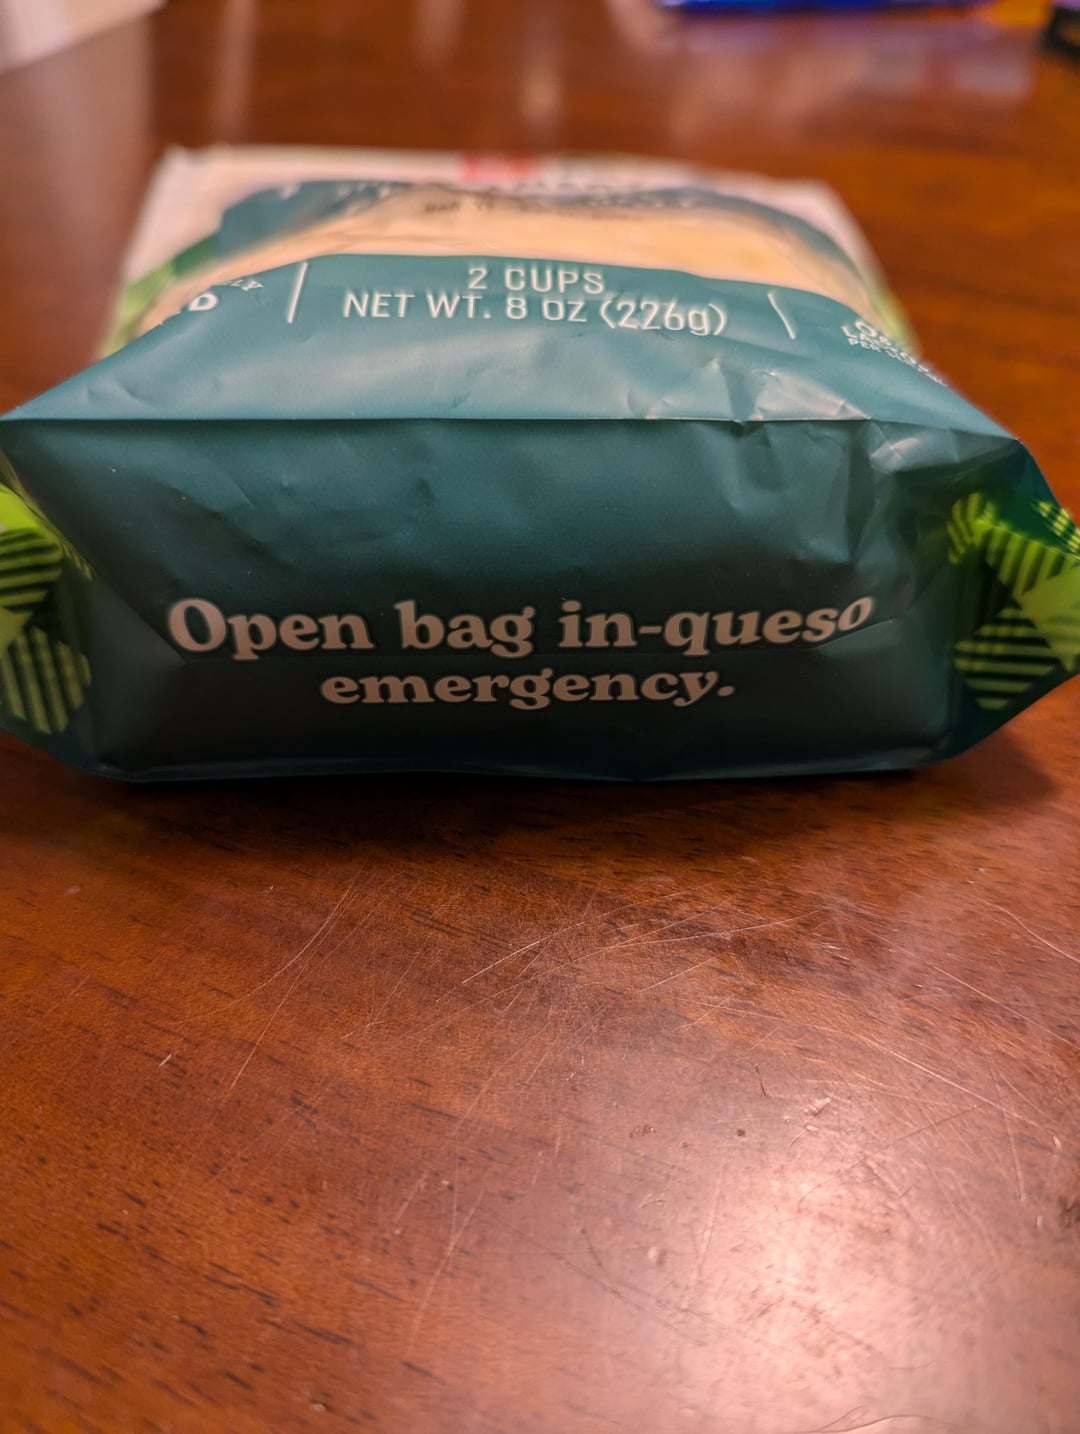 2 CUPS
NET WT. 8 OZ (226g)
Open bag in-queso
emergency.